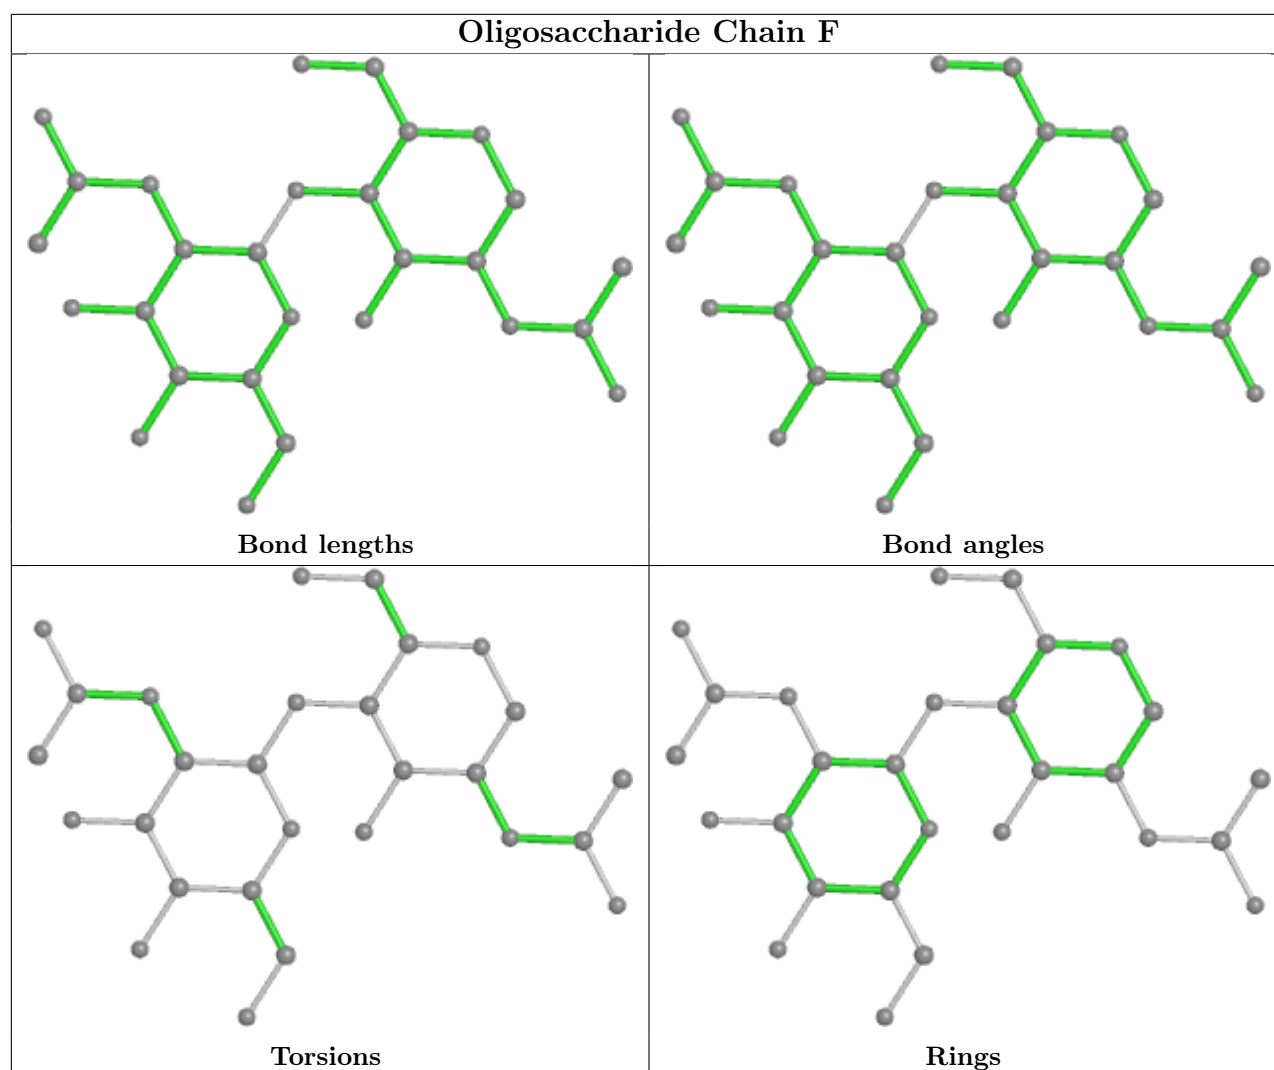 Oligosaccharide Chain F
Bond lengths
Bond angles
Torsions
Rings